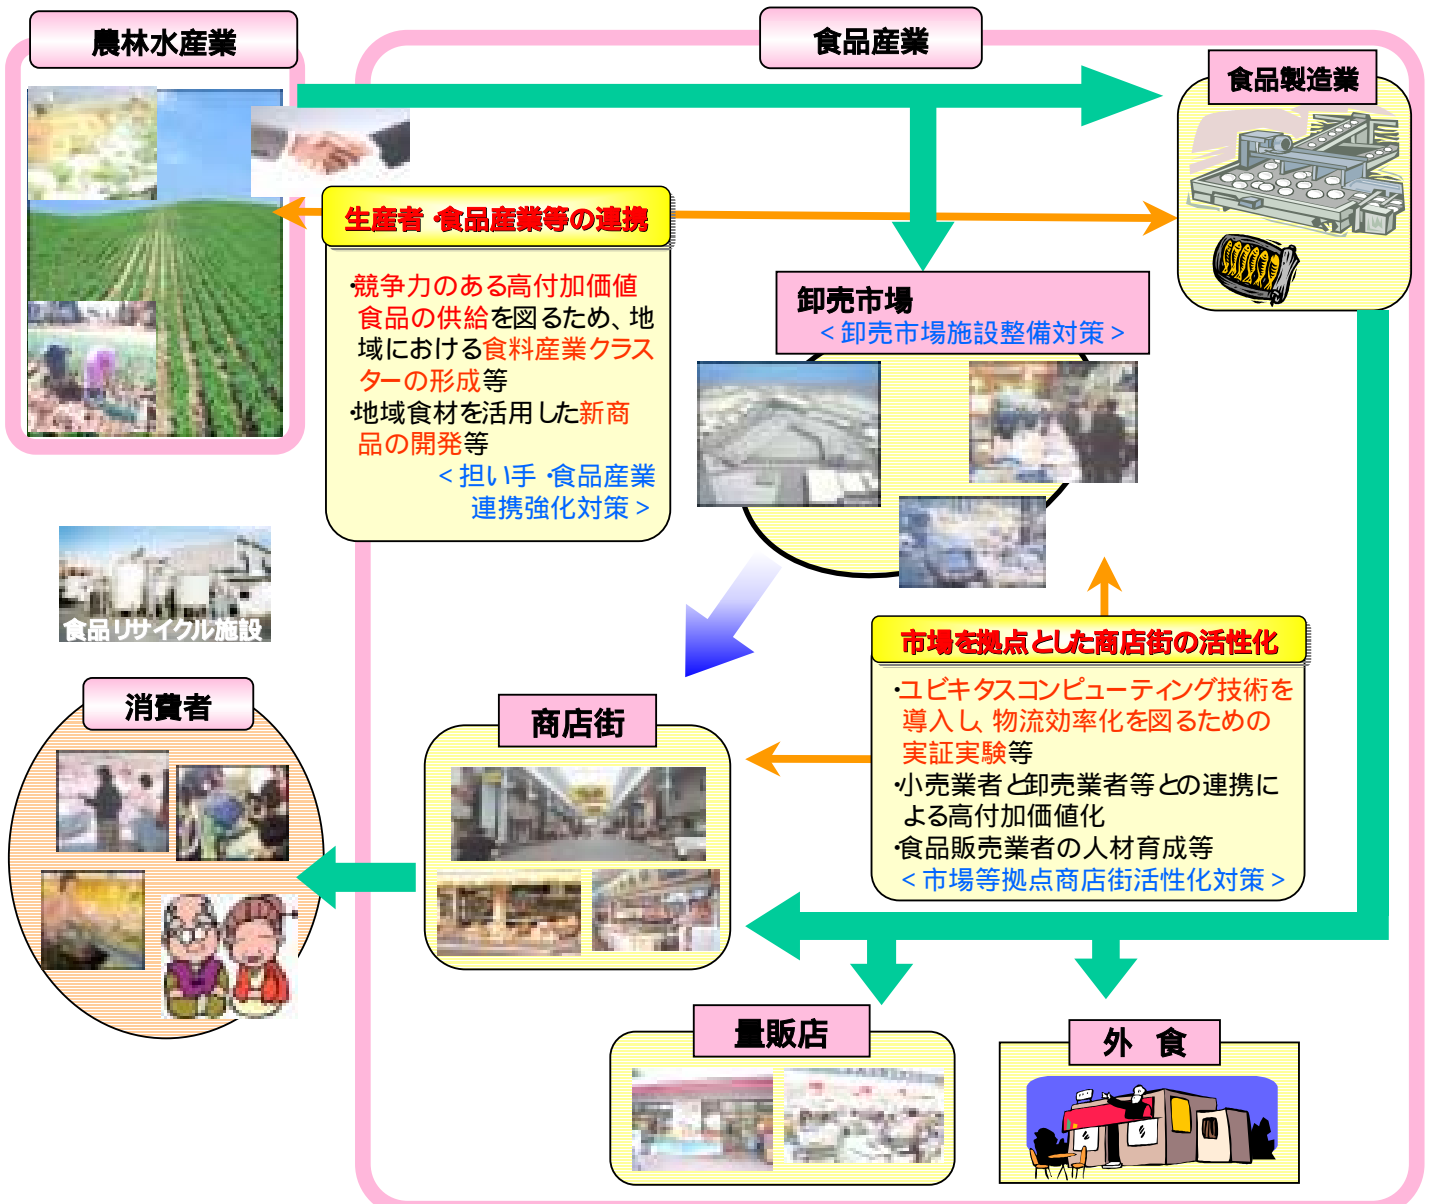 農林水産業
食品産業
食品製造業
生産者・食品産業等の連携
・競争力のある高付加価値
食品の供給を図るため、地
域における食料産業クラス
ターの形成等
・地域食材を活用した新商
品の開発等
<担い手・食品産業
連携強化対策>
卸売市場
<卸売市場施設整備対策>
食品リサイクル施設
市場を拠点とした商店街の活性化
・ユビキタスコンピューティング技術を
導入し、物流効率化を図るための
実証実験等
・小売業者と卸売業者等との連携に
よる高付加価値化
・食品販売業者の人材育成等
<市場等拠点商店街活性化対策>
消費者
商店街
量販店
外 食